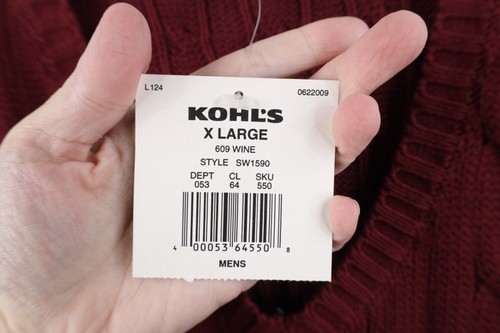 L124 0622009
KOHL'S
X LARGE
609 WINE
STYLE SW1590
DEPT CL SKU
053 64 550
4 00053 64550 8
MENS